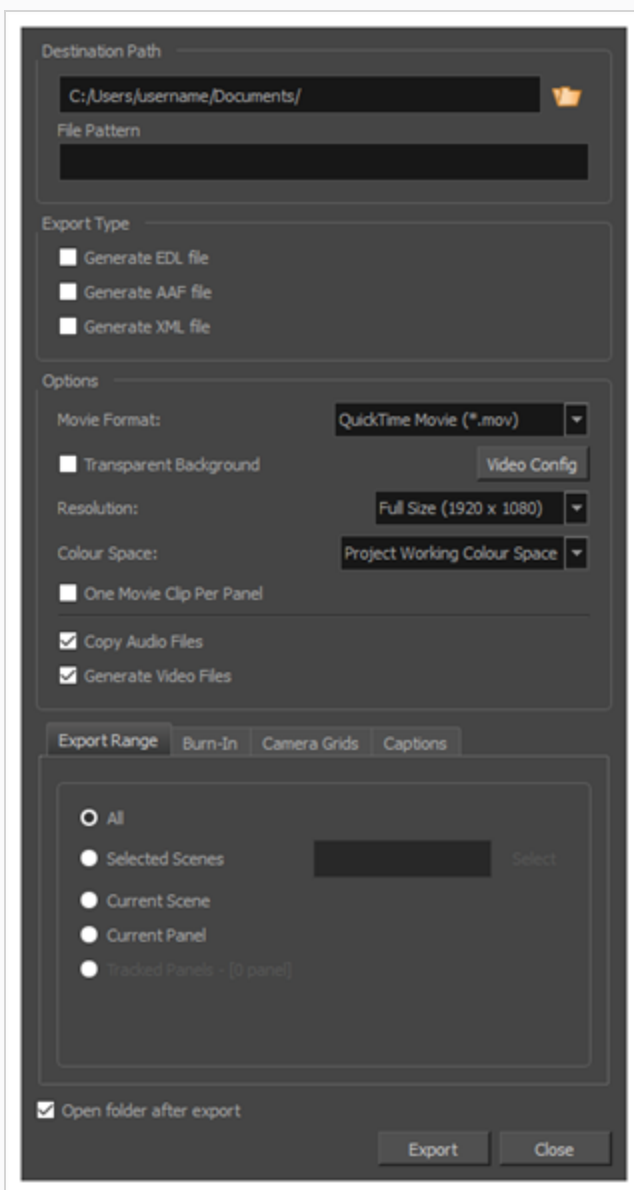 Destination Path
C:/Users/username/Documents/
File Pattern
Export Type
Generate EDL file
Generate AAF file
Generate XML file
Options
Movie Format: QuickTime Movie (*.mov)
Transparent Background Video Config
Resolution: Full Size (1920 x 1080)
Colour Space: Project Working Colour Space
One Movie Clip Per Panel
Copy Audio Files
Generate Video Files
Export Range Burn-In Camera Grids Captions
All
Selected Scenes Select
Current Scene
Current Panel
Tracked Panels - [0 panel]
Open folder after export
Export Close